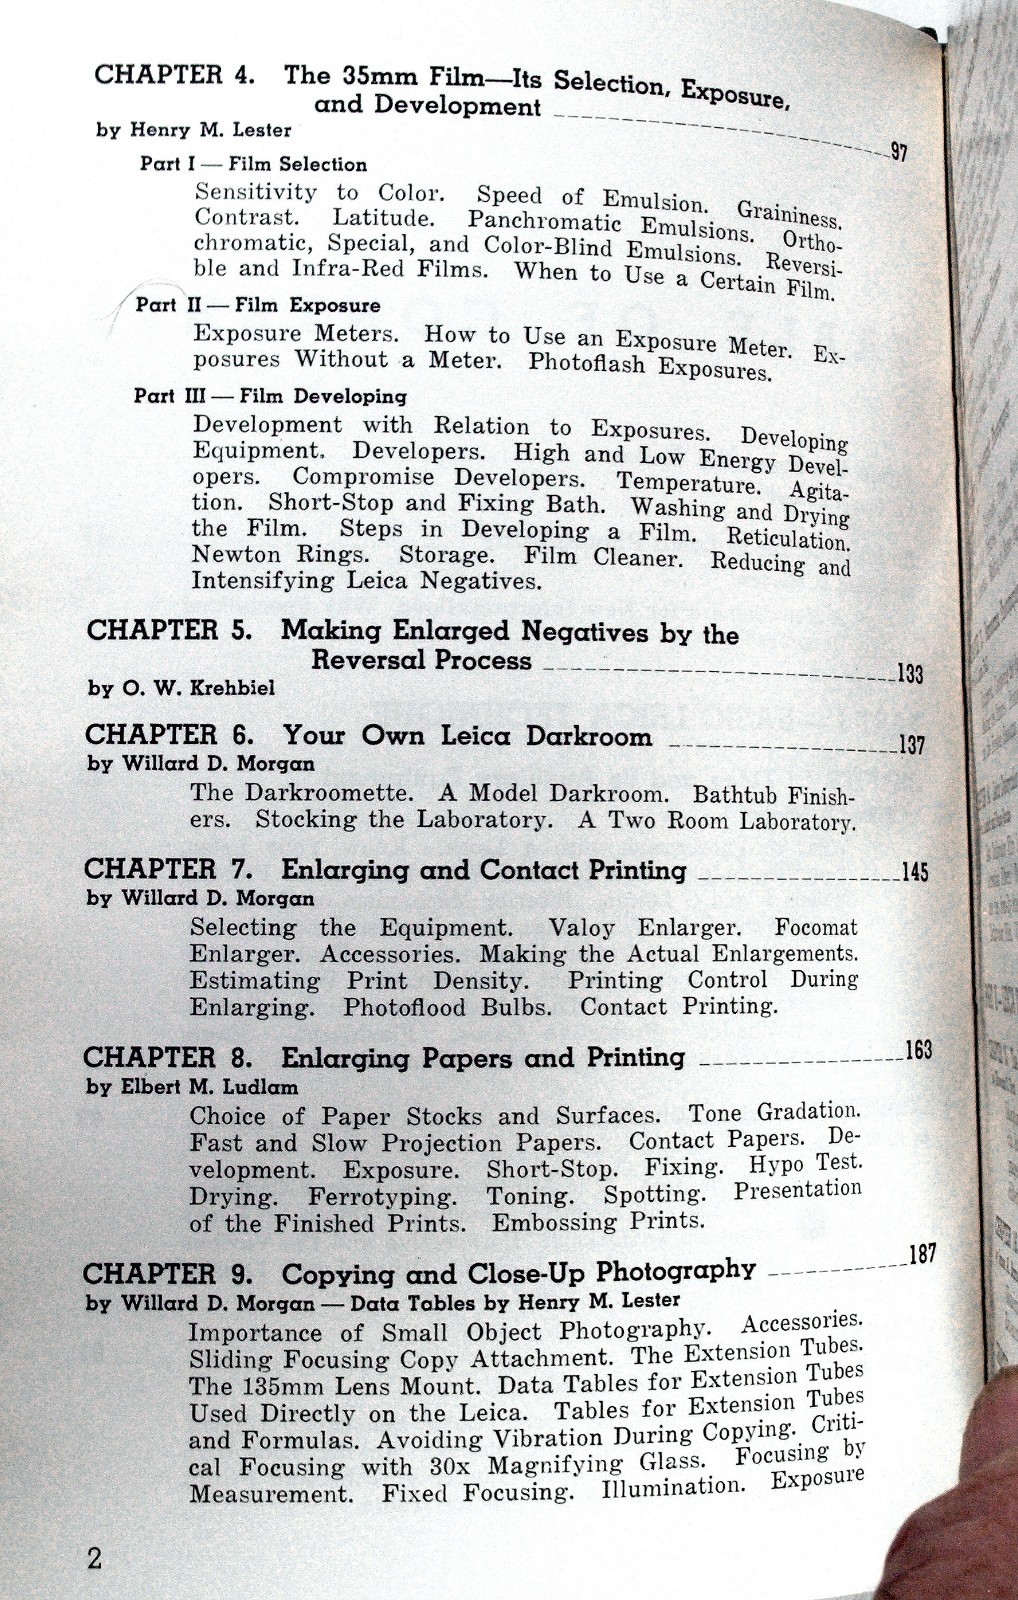 CHAPTER 4. The 35mm Film—Its Selection, Exposure,
and Development 97
by Henry M. Lester
Part I — Film Selection
Sensitivity to Color. Speed of Emulsion. Graininess.
Contrast. Latitude. Panchromatic Emulsions. Ortho-
chromatic, Special, and Color-Blind Emulsions. Reversi-
ble and Infra-Red Films. When to Use a Certain Film.
Part II — Film Exposure
Exposure Meters. How to Use an Exposure Meter. Ex-
posures Without a Meter. Photoflash Exposures.
Part III — Film Developing
Development with Relation to Exposures. Developing
Equipment. Developers. High and Low Energy Devel-
opers. Compromise Developers. Temperature. Agita-
tion. Short-Stop and Fixing Bath. Washing and Drying
the Film. Steps in Developing a Film. Reticulation.
Newton Rings. Storage. Film Cleaner. Reducing and
Intensifying Leica Negatives.
CHAPTER 5. Making Enlarged Negatives by the
Reversal Process 133
by O. W. Krehbiel
CHAPTER 6. Your Own Leica Darkroom 137
by Willard D. Morgan
The Darkroomette. A Model Darkroom. Bathtub Finish-
ers. Stocking the Laboratory. A Two Room Laboratory.
CHAPTER 7. Enlarging and Contact Printing 145
by Willard D. Morgan
Selecting the Equipment. Valoy Enlarger. Focomat
Enlarger. Accessories. Making the Actual Enlargements.
Estimating Print Density. Printing Control During
Enlarging. Photoflood Bulbs. Contact Printing.
CHAPTER 8. Enlarging Papers and Printing 163
by Elbert M. Ludlam
Choice of Paper Stocks and Surfaces. Tone Gradation.
Fast and Slow Projection Papers. Contact Papers. De-
velopment. Exposure. Short-Stop. Fixing. Hypo Test.
Drying. Ferrotyping. Toning. Spotting. Presentation
of the Finished Prints. Embossing Prints.
CHAPTER 9. Copying and Close-Up Photography 187
by Willard D. Morgan — Data Tables by Henry M. Lester
Importance of Small Object Photography. Accessories.
Sliding Focusing Copy Attachment. The Extension Tubes.
The 135mm Lens Mount. Data Tables for Extension Tubes
Used Directly on the Leica. Tables for Extension Tubes
and Formulas. Avoiding Vibration During Copying. Criti-
cal Focusing with 30x Magnifying Glass. Focusing by
Measurement. Fixed Focusing. Illumination. Exposure
2